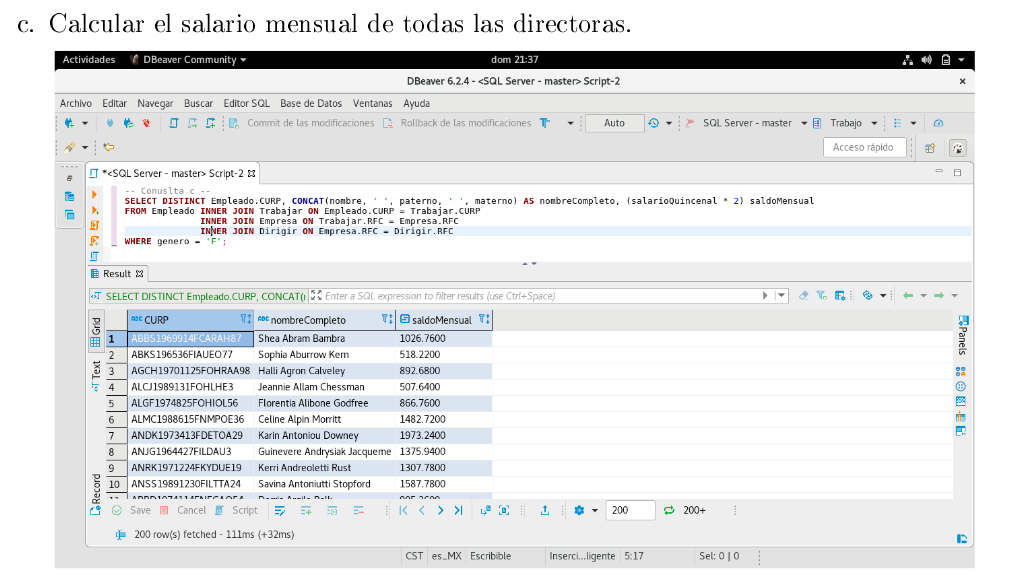 c. Calcular el salario mensual de todas las directoras.
Actividades DBeaver Community dom 21:37
DBeaver 6.2.4 - <SQL Server - master> Script-2
Archivo Editar Navegar Buscar Editor SQL Base de Datos Ventanas Ayuda
Commit de las modificaciones Rollback de las modificaciones Auto SQL Server - master Trabajo
Acceso rápido
*<SQL Server - master> Script-2
-- Conuslta c --
SELECT DISTINCT Empleado.CURP, CONCAT(nombre, ' ', paterno, ' ', materno) AS nombreCompleto, (salarioQuincenal * 2) saldoMensual
FROM Empleado INNER JOIN Trabajar ON Empleado.CURP = Trabajar.CURP
INNER JOIN Empresa ON Trabajar.RFC = Empresa.RFC
INNER JOIN Dirigir ON Empresa.RFC = Dirigir.RFC
WHERE genero = 'F';
Result
SELECT DISTINCT Empleado.CURP, CONCAT(r Enter a SQL expression to filter results (use Ctrl+Space)
Grid
Text
Record
Panels
CURP nombreCompleto saldoMensual
1 ABBS1969914FCARAH87 Shea Abram Bambra 1026.7600
2 ABKS196536FIAUEO77 Sophia Aburrow Kern 518.2200
3 AGCH19701125FOHRAA98 Halli Agron Calveley 892.6800
4 ALCJ1989131FOHLHE3 Jeannie Allam Chessman 507.6400
5 ALGF1974825FOHIOL56 Florentia Alibone Godfree 866.7600
6 ALMC1988615FNMPOE36 Celine Alpin Morritt 1482.7200
7 ANDK1973413FDETOA29 Karin Antoniou Downey 1973.2400
8 ANJG1964427FILDAU3 Guinevere Andrysiak Jacqueme 1375.9400
9 ANRK1971224FKYDUE19 Kerri Andreoletti Rust 1307.7800
10 ANSS19891230FILTTA24 Savina Antoniutti Stopford 1587.7800
Save Cancel Script 200 200+
200 row(s) fetched - 111ms (+32ms)
CST es_MX Escribible Inserci...ligente 5:17 Sel: 0 | 0